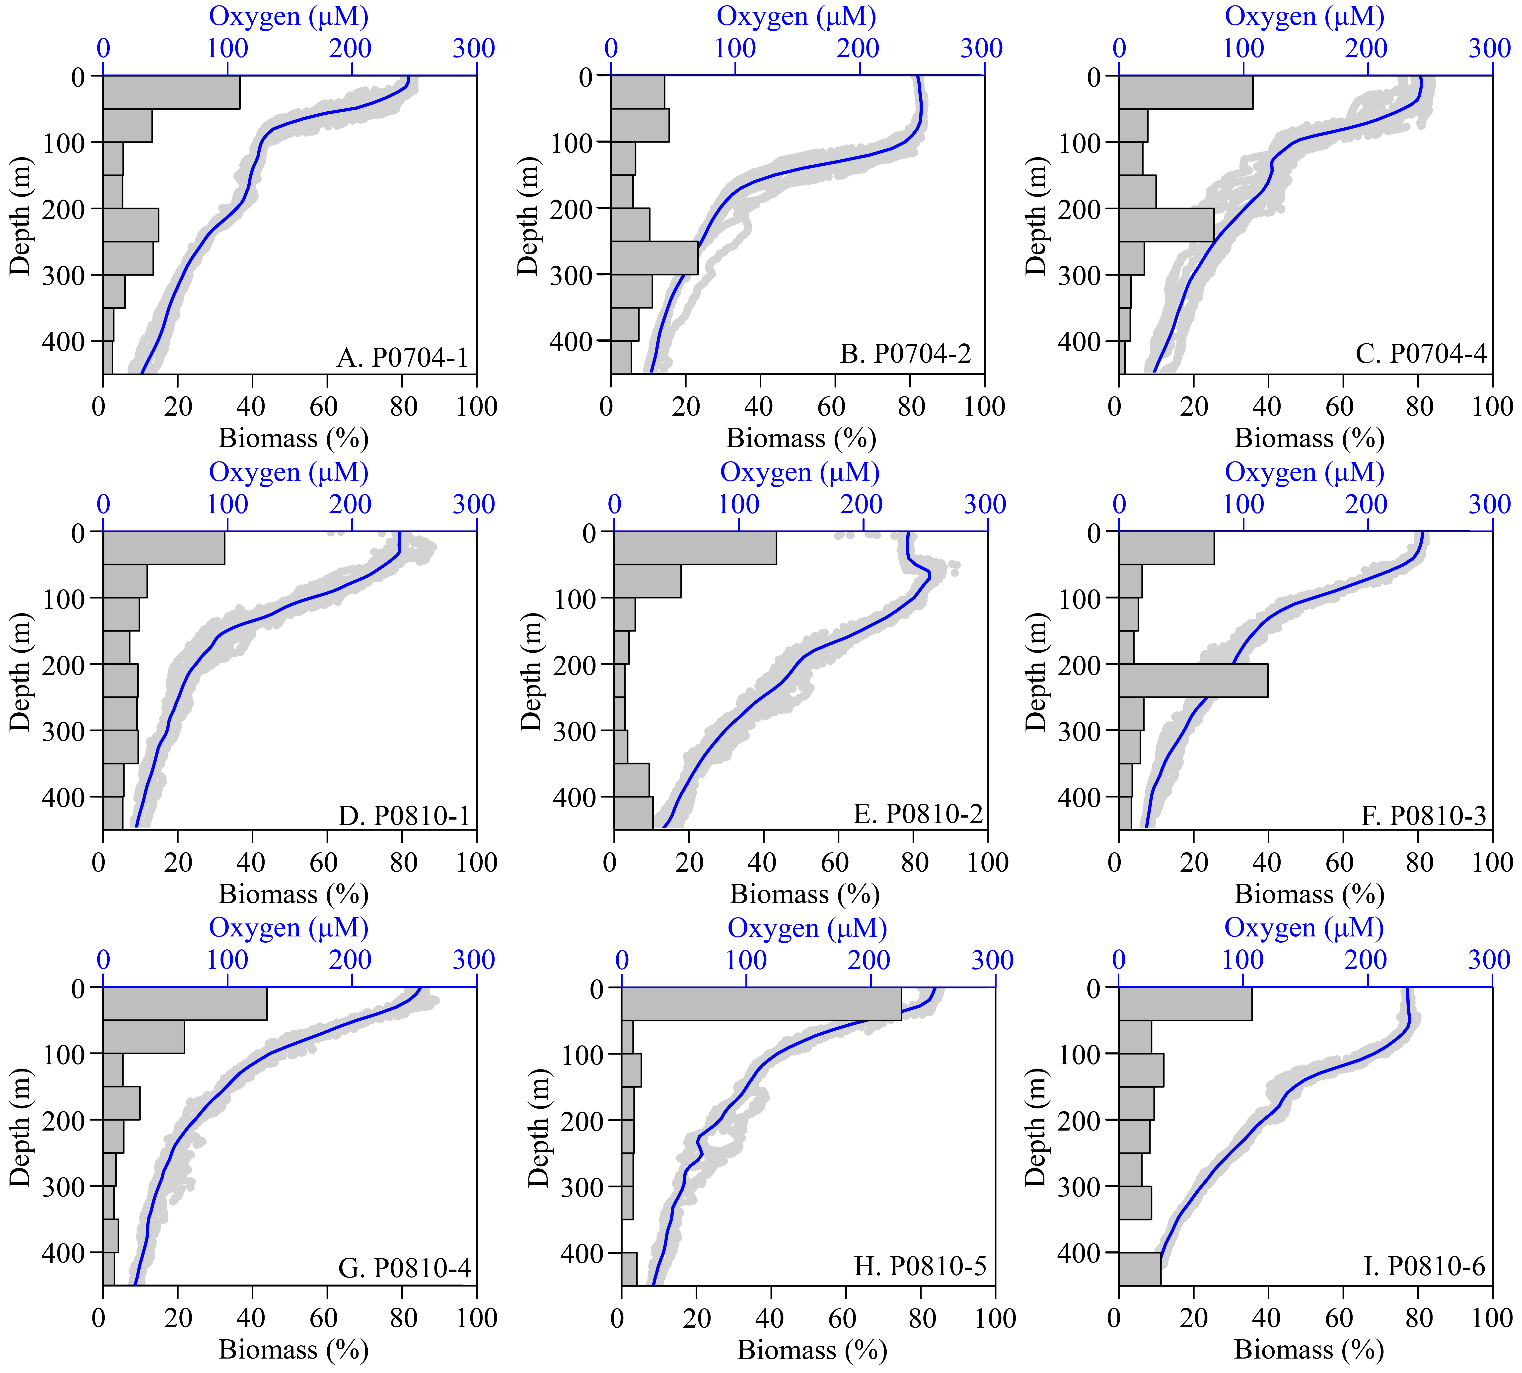 Oxygen (μM) Oxygen (μM) Oxygen (μM)
0 100 200 300 0 100 200 300 0 100 200 300
0 0 0
100 100 100
200 200 200
300 300 300
400 400 400
Depth (m) Depth (m) Depth (m)
A. P0704-1 B. P0704-2 C. P0704-4
0 20 40 60 80 100 0 20 40 60 80 100 0 20 40 60 80 100
Biomass (%) Biomass (%) Biomass (%)
Oxygen (μM) Oxygen (μM) Oxygen (μM)
0 100 200 300 0 100 200 300 0 100 200 300
0 0 0
100 100 100
200 200 200
300 300 300
400 400 400
Depth (m) Depth (m) Depth (m)
D. P0810-1 E. P0810-2 F. P0810-3
0 20 40 60 80 100 0 20 40 60 80 100 0 20 40 60 80 100
Biomass (%) Biomass (%) Biomass (%)
Oxygen (μM) Oxygen (μM) Oxygen (μM)
0 100 200 300 0 100 200 300 0 100 200 300
0 0 0
100 100 100
200 200 200
300 300 300
400 400 400
Depth (m) Depth (m) Depth (m)
G. P0810-4 H. P0810-5 I. P0810-6
0 20 40 60 80 100 0 20 40 60 80 100 0 20 40 60 80 100
Biomass (%) Biomass (%) Biomass (%)